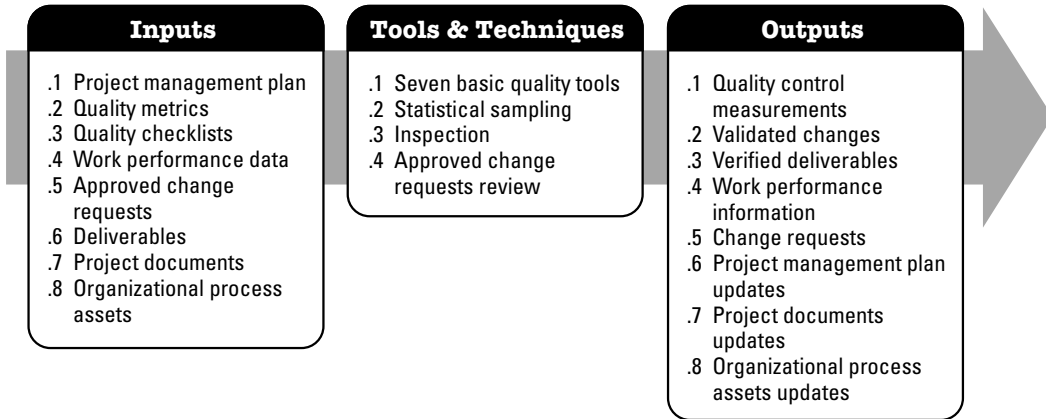 Inputs
.1 Project management plan
.2 Quality metrics
.3 Quality checklists
.4 Work performance data
.5 Approved change
requests
.6 Deliverables
.7 Project documents
.8 Organizational process
assets
Tools & Techniques
.1 Seven basic quality tools
.2 Statistical sampling
.3 Inspection
.4 Approved change
requests review
Outputs
.1 Quality control
measurements
.2 Validated changes
.3 Verified deliverables
.4 Work performance
information
.5 Change requests
.6 Project management plan
updates
.7 Project documents
updates
.8 Organizational process
assets updates